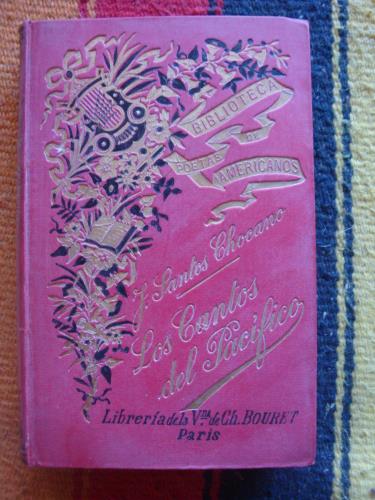 BIBLIOTECA
POETAS DE
AMERICANOS
J. Santos Chocano
Los Cantos
del Pacífico
Librería de la Vda. de Ch. BOURET
Paris